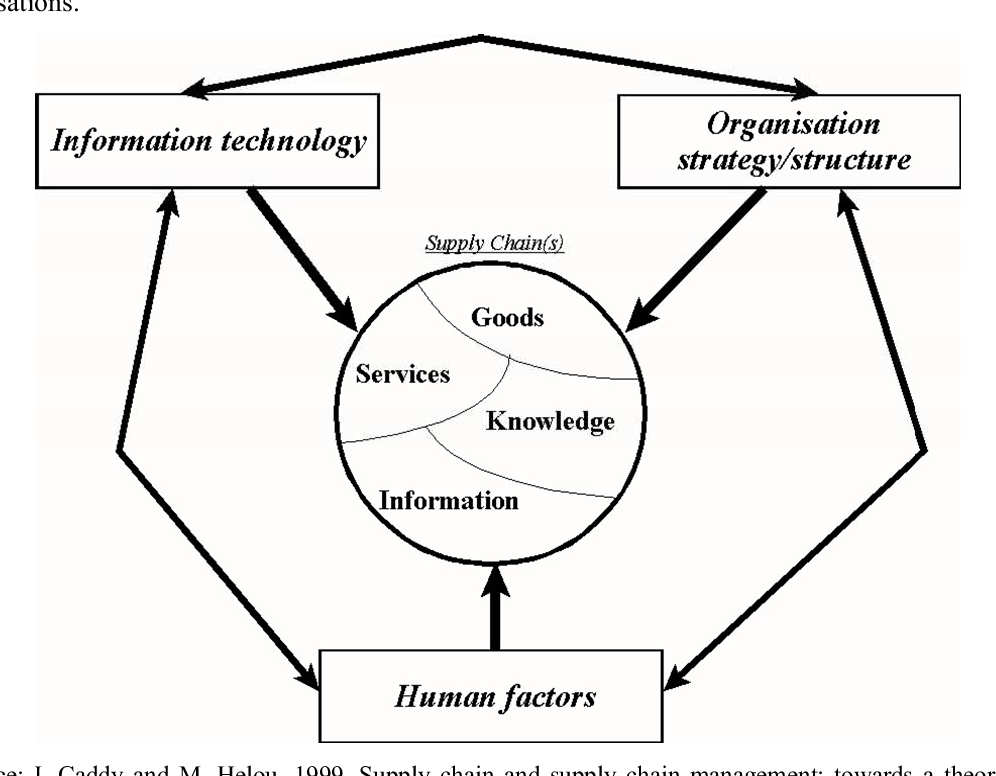 sations.
Information technology
Organisation
strategy/structure
Supply Chain(s)
Goods
Services
Knowledge
Information
Human factors
ce: I. Caddy and M. Helou, 1999, Supply chain and supply chain management: towards a theor